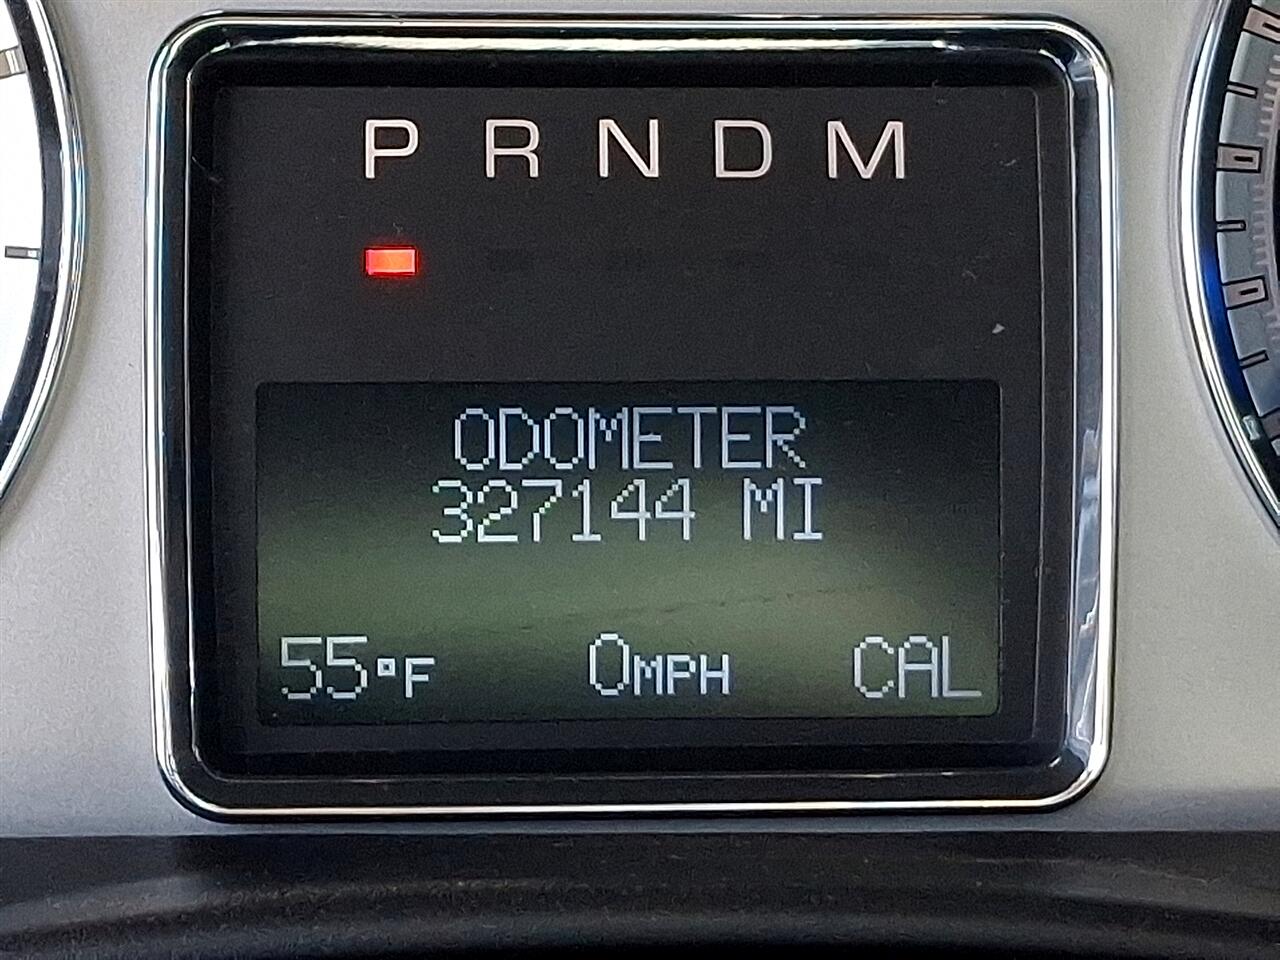 P R N D M
ODOMETER
327144 MI
55°F 0MPH CAL